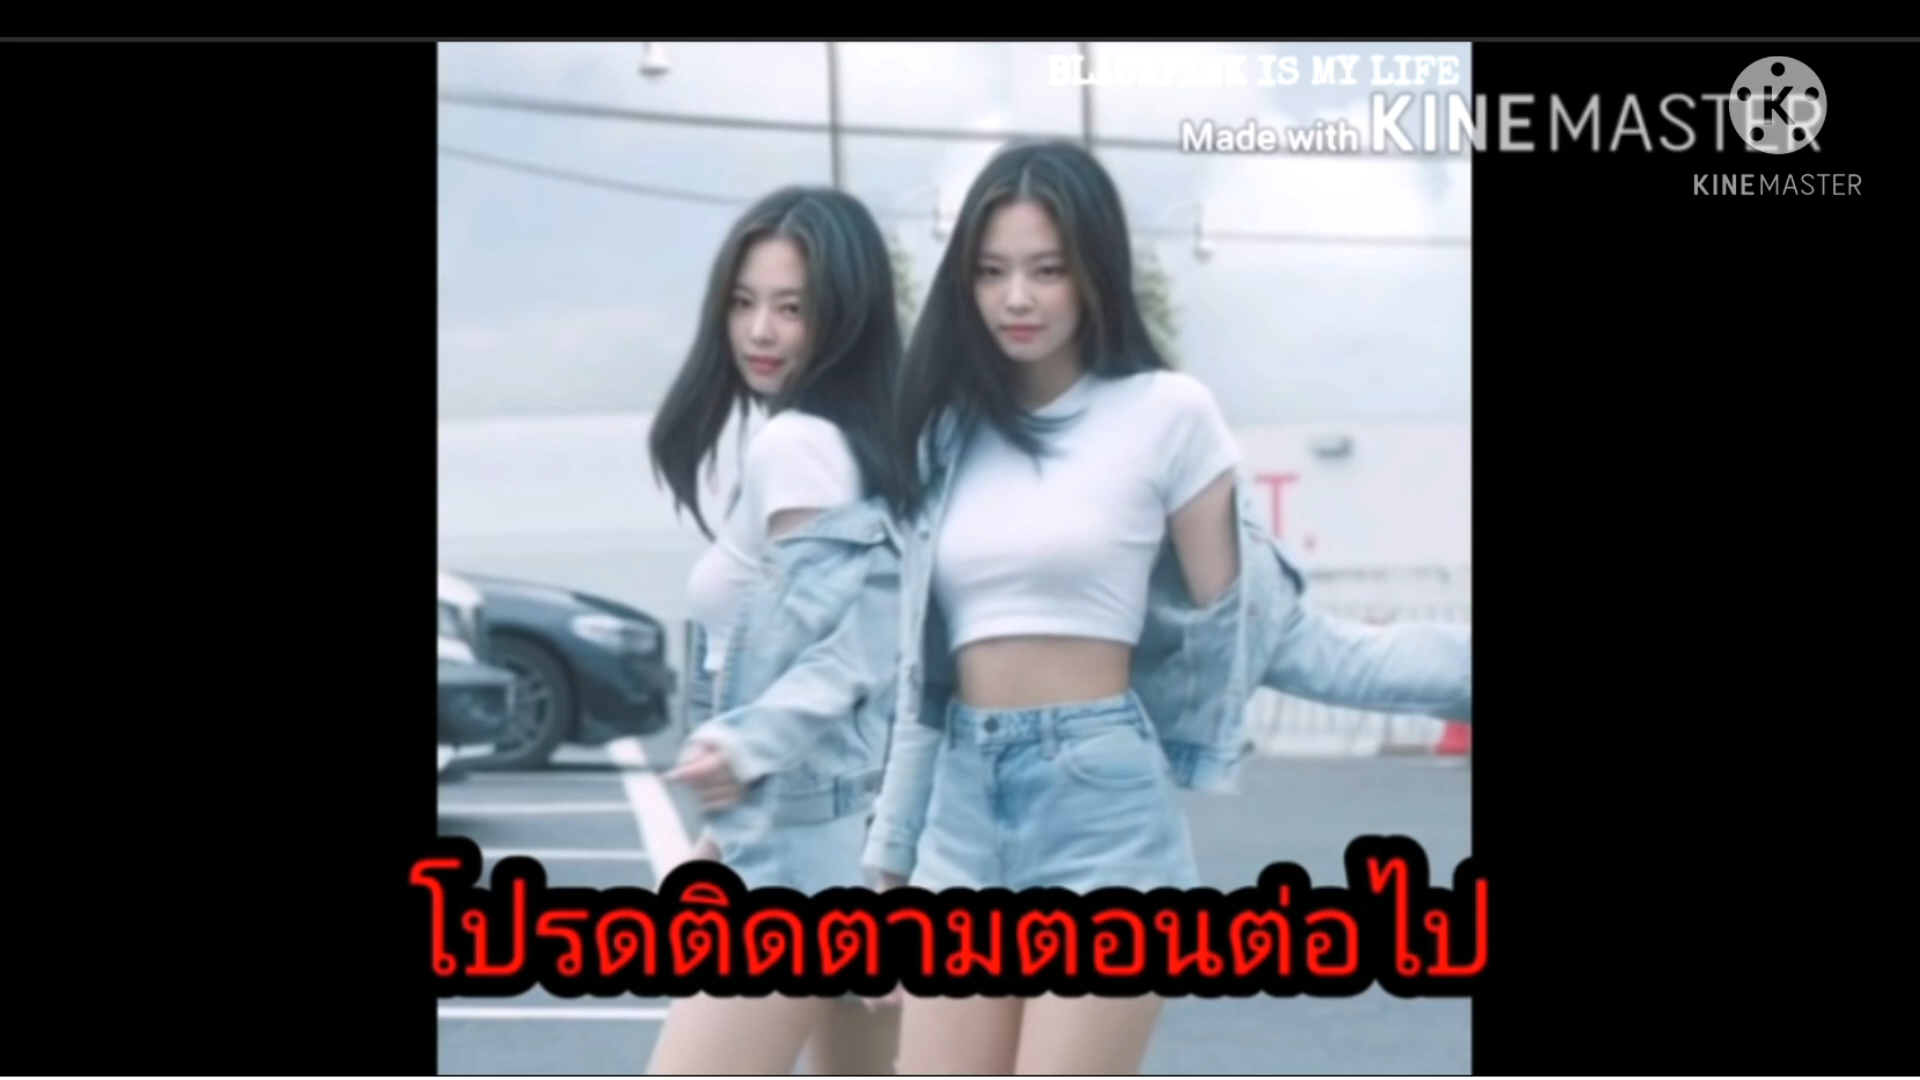 BLACKPINK IS MY LIFE
Made with KINEMASTER
K
KINEMASTER
T.
โปรดติดตามตอนต่อไป